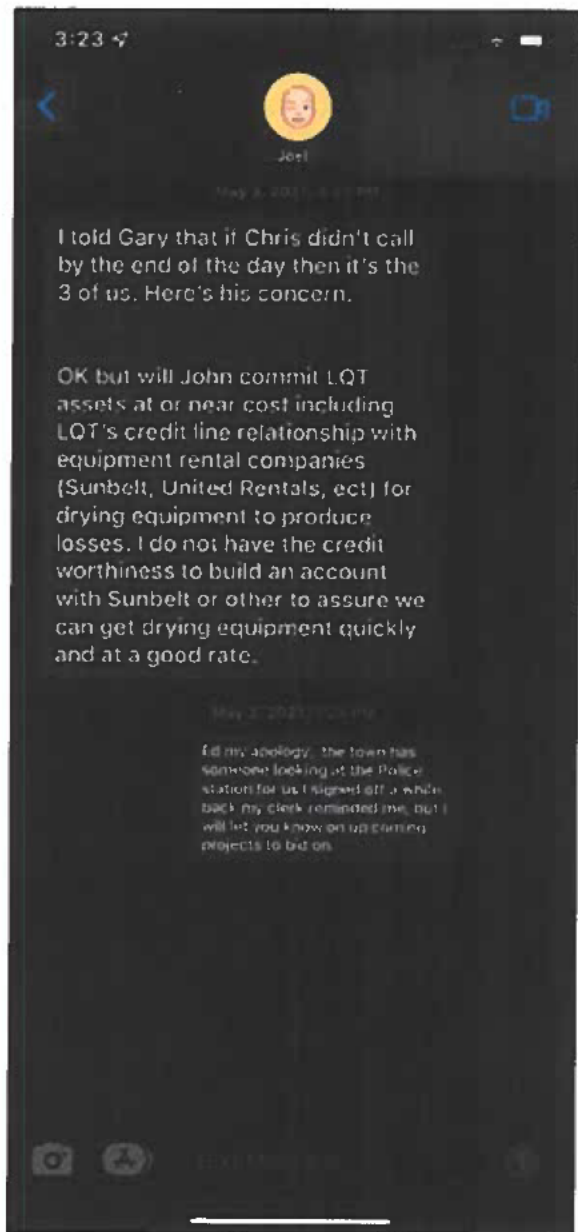 3:23
Joel
I told Gary that if Chris didn't call
by the end of the day then it's the
3 of us. Here's his concern.
OK but will John commit LQT
assets at or near cost including
LQT's credit line relationship with
equipment rental companies
(Sunbelt, United Rentals, ect) for
drying equipment to produce
losses. I do not have the credit
worthiness to build an account
with Sunbelt or other to assure we
can get drying equipment quickly
and at a good rate.
my apology, the town has
someone looking at the Police
station for us I signed off a while
back my clerk reminded me, but I
will let you know on up coming
projects to bid on